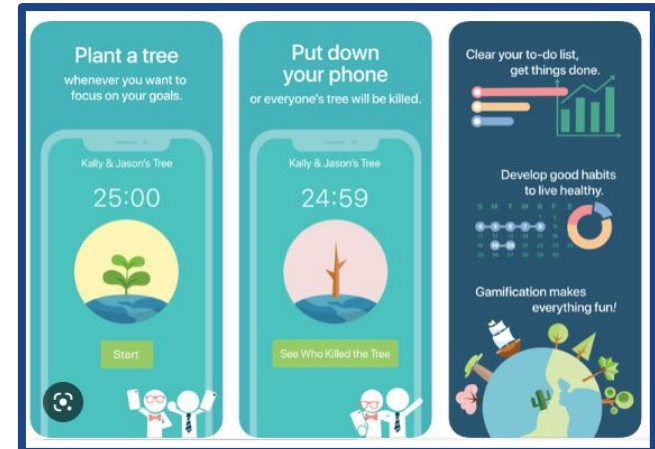 Plant a tree
whenever you want to
focus on your goals.
Kally & Jason's Tree
25:00
Start
Put down
your phone
or everyone's tree will be killed.
Kally & Jason's Tree
24:59
See Who Killed the Tree
Clear your to-do list,
get things done.
Develop good habits
to live healthy.
S M T W R F S
Gamification makes
everything fun!